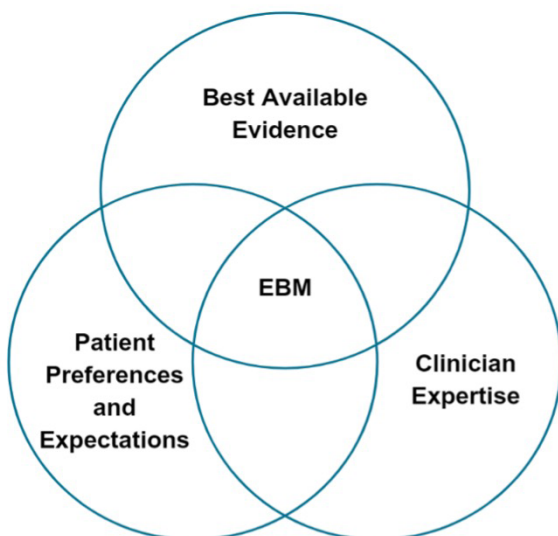 Best Available
Evidence
EBM
Patient
Preferences
and
Expectations
Clinician
Expertise